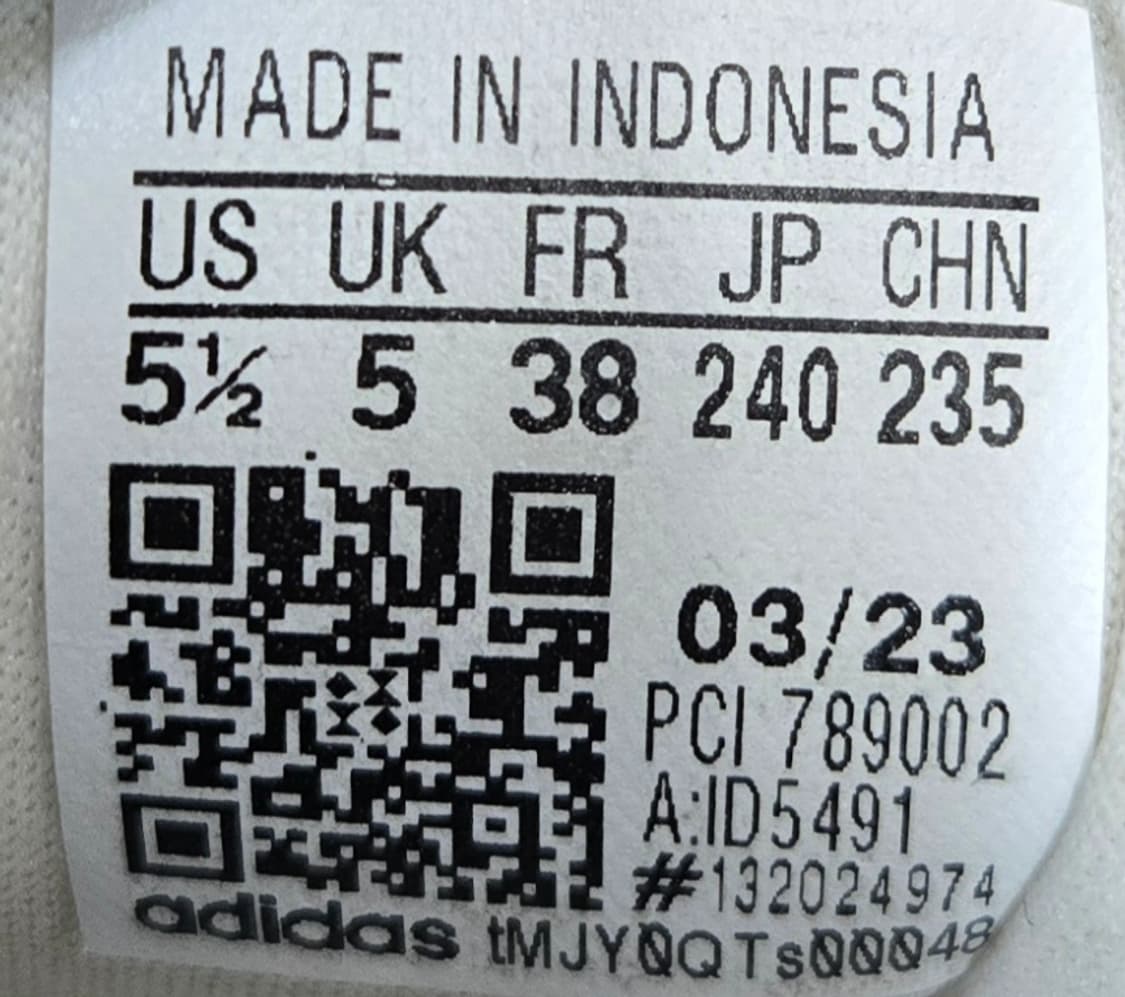 MADE IN INDONESIA
US UK FR JP CHN
5½ 5 38 240 235
03/23
PCI 789002
A:ID5491
#132024974
adidas tMJY0QTs00048